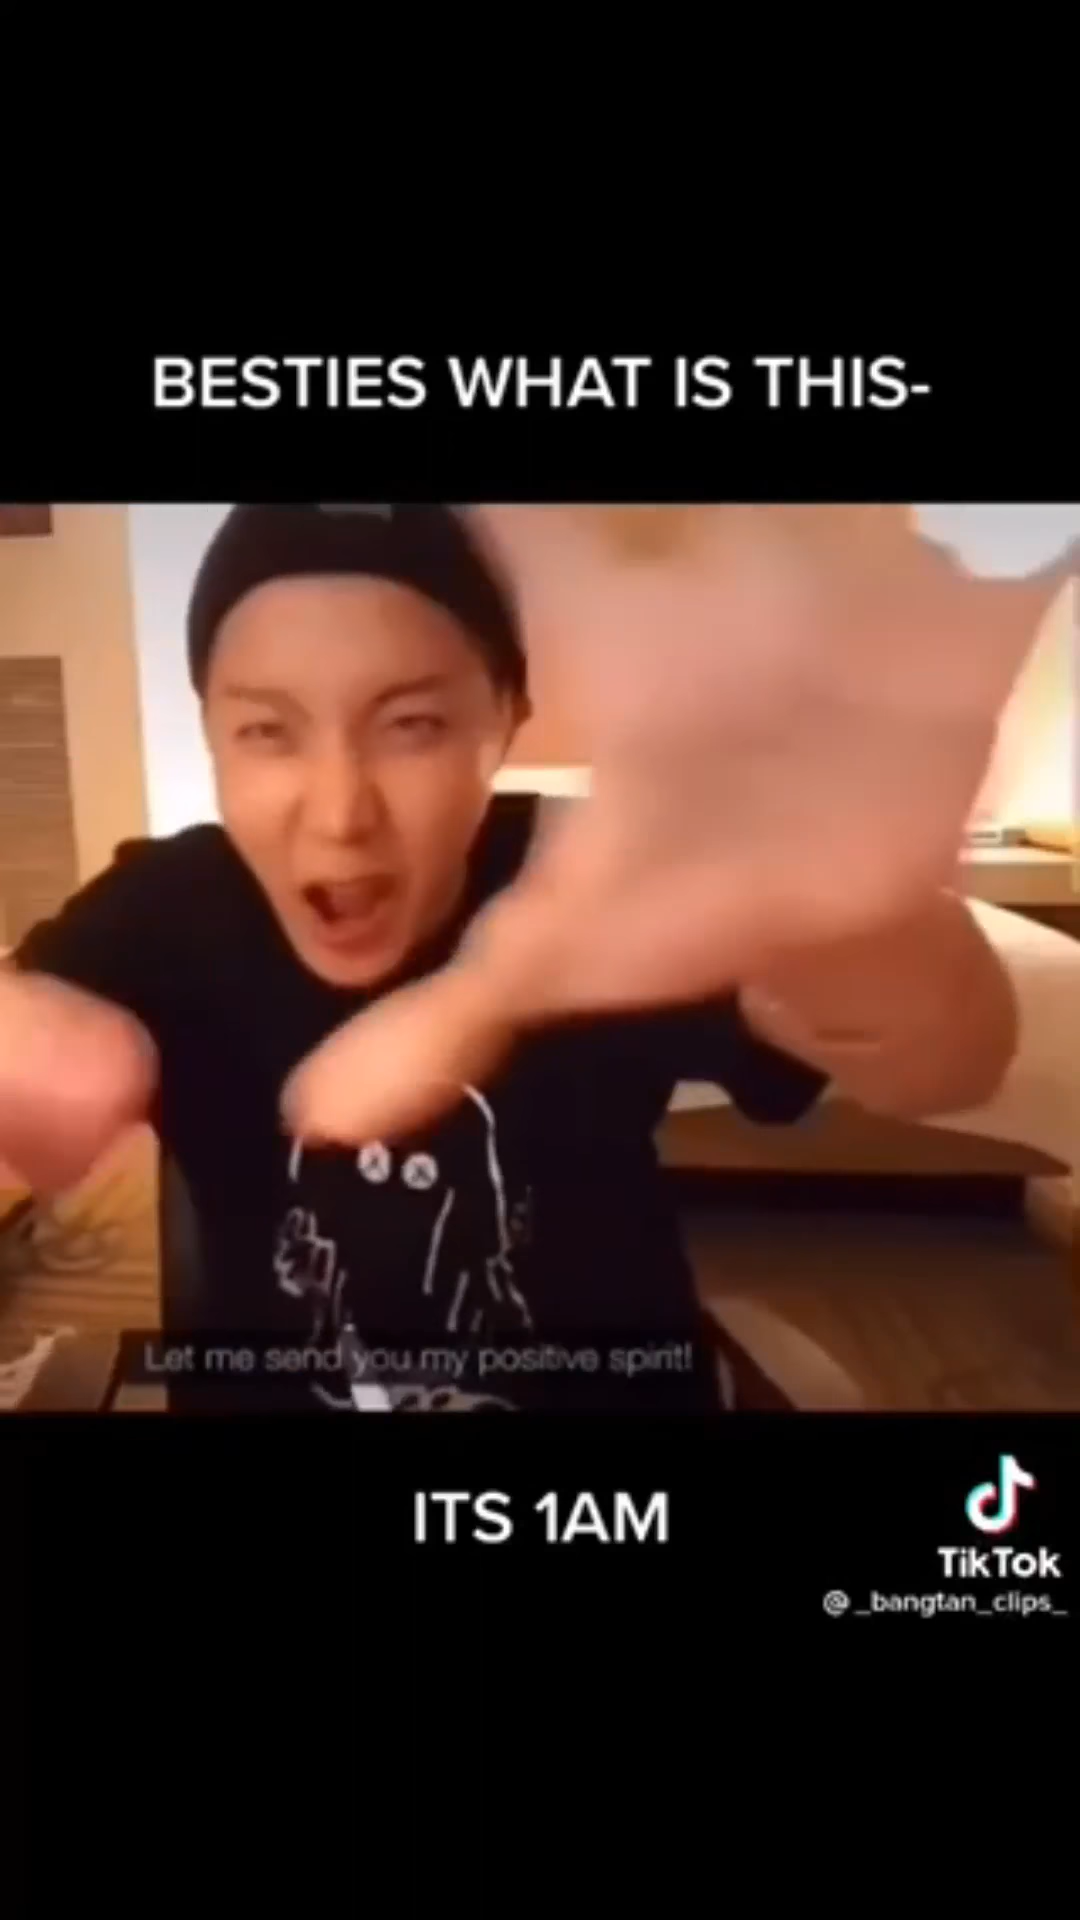 BESTIES WHAT IS THIS-
Let me send you my positive spirit!
ITS 1AM
TikTok
@_bangtan_clips_